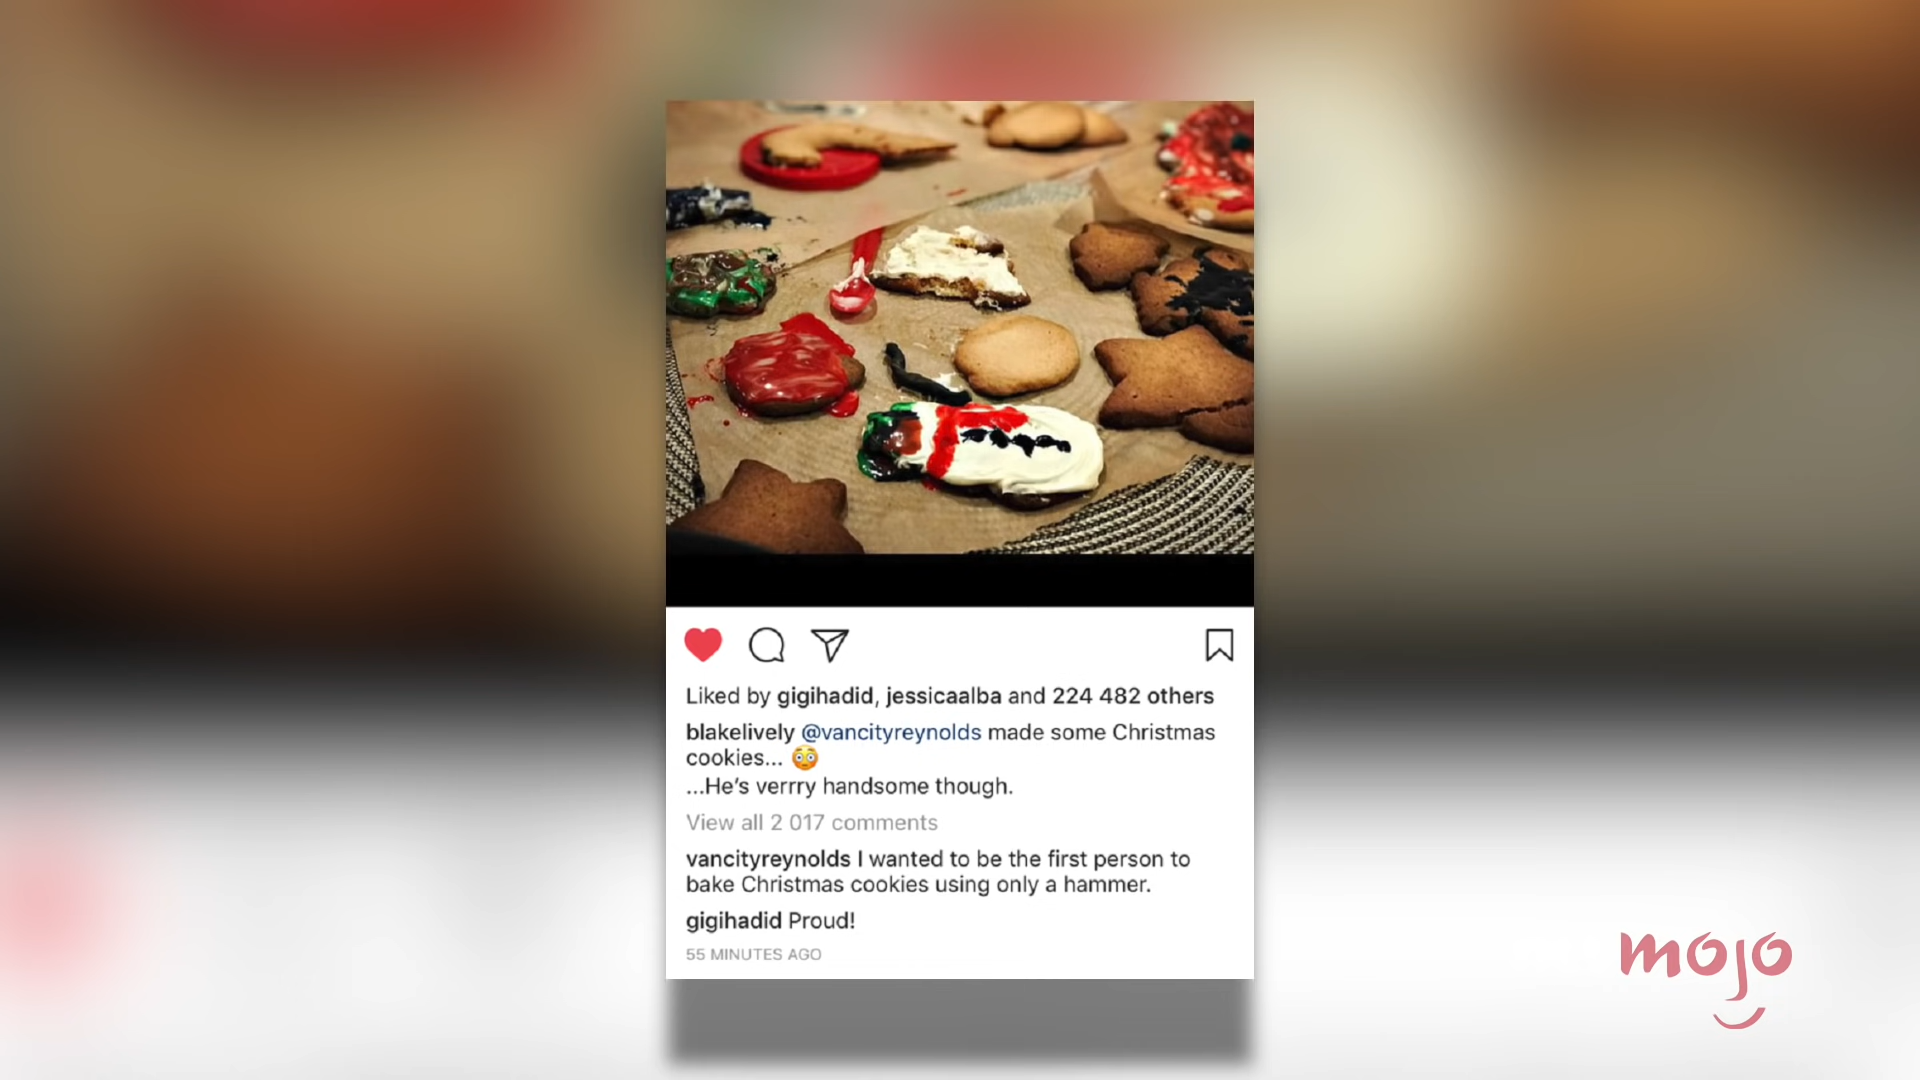 Liked by gigihadid, jessicaalba and 224 482 others
blakelively @vancityreynolds made some Christmas
cookies... 😳
...He's verrry handsome though.
View all 2 017 comments
vancityreynolds I wanted to be the first person to
bake Christmas cookies using only a hammer.
gigihadid Proud!
55 MINUTES AGO
mojo